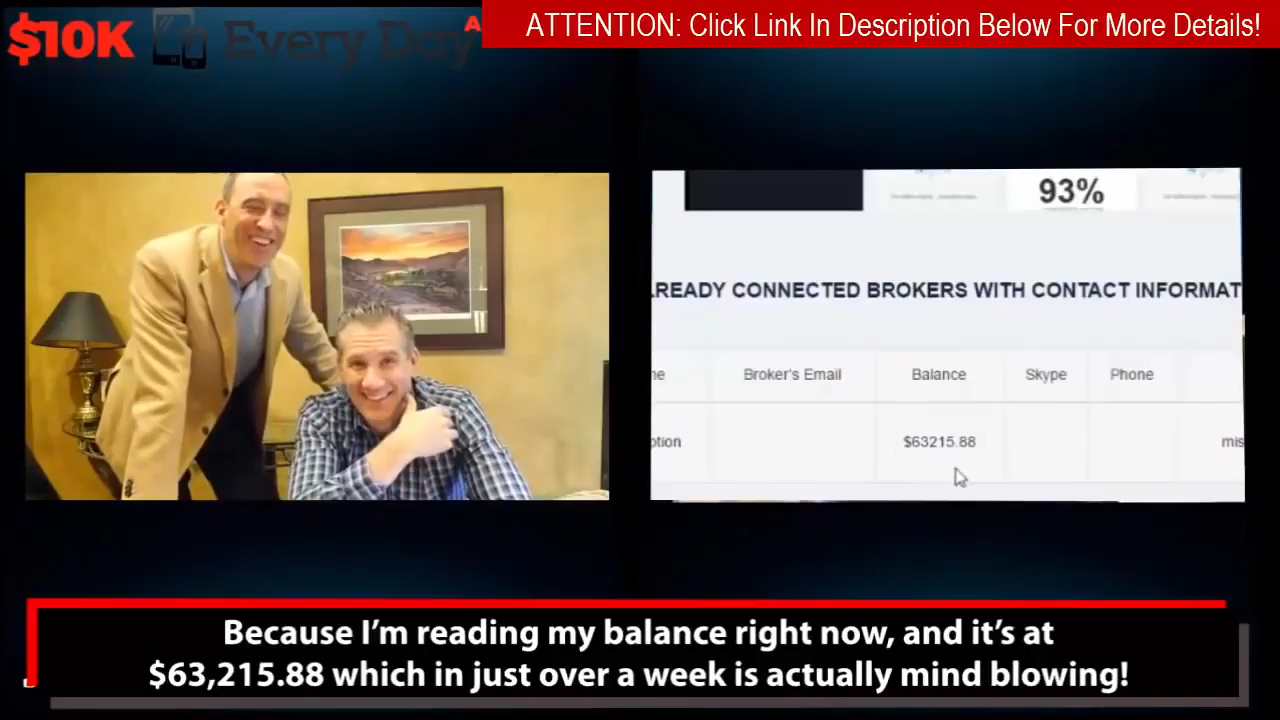 $10K Every Day A
ATTENTION: Click Link In Description Below For More Details!
93%
LREADY CONNECTED BROKERS WITH CONTACT INFORMAT
ne Broker's Email Balance Skype Phone
ption $63215.88 mis
Because I'm reading my balance right now, and it's at
$63,215.88 which in just over a week is actually mind blowing!